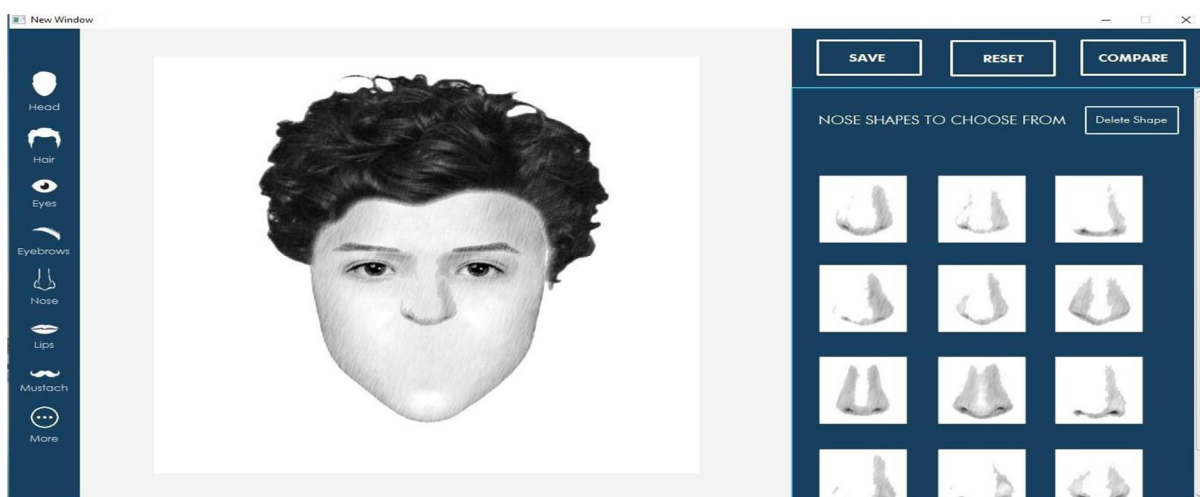 New Window
SAVE
RESET
COMPARE
Head
Hair
Eyes
Eyebrows
Nose
Lips
Mustach
More
NOSE SHAPES TO CHOOSE FROM
Delete Shape